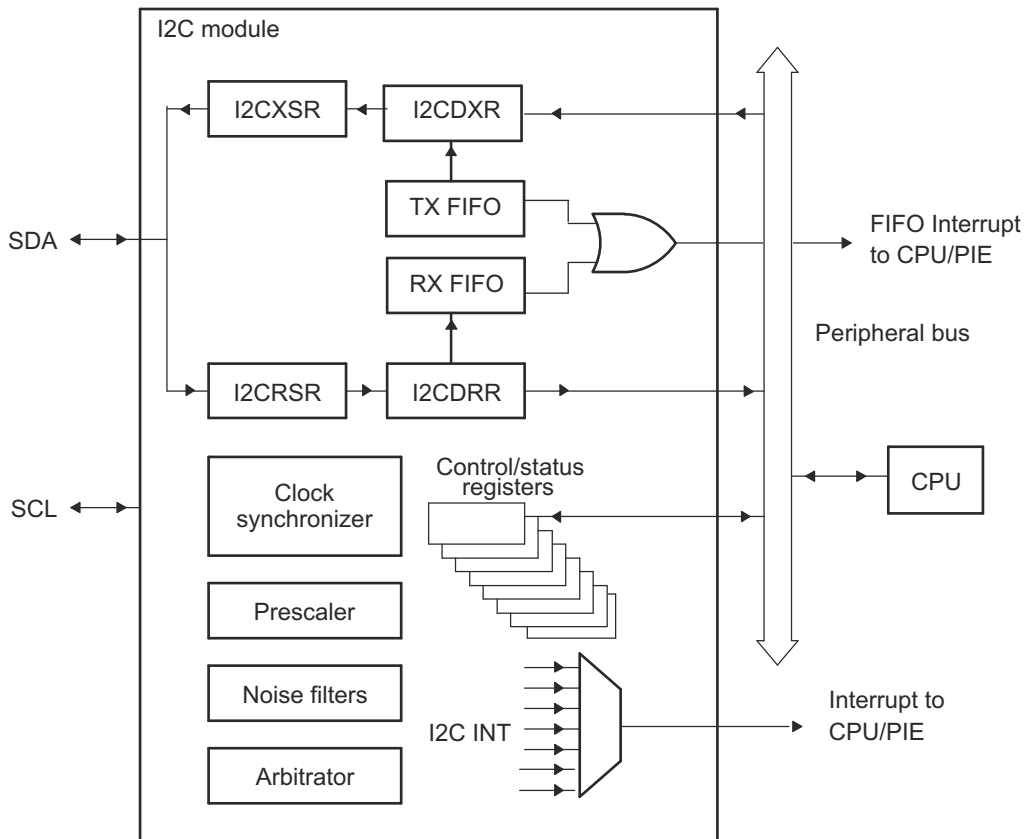 I2C module
I2CXSR
I2CDXR
TX FIFO
RX FIFO
SDA
FIFO Interrupt
to CPU/PIE
Peripheral bus
I2CRSR
I2CDRR
Control/status
registers
Clock
synchronizer
SCL
CPU
Prescaler
Noise filters
I2C INT
Interrupt to
CPU/PIE
Arbitrator